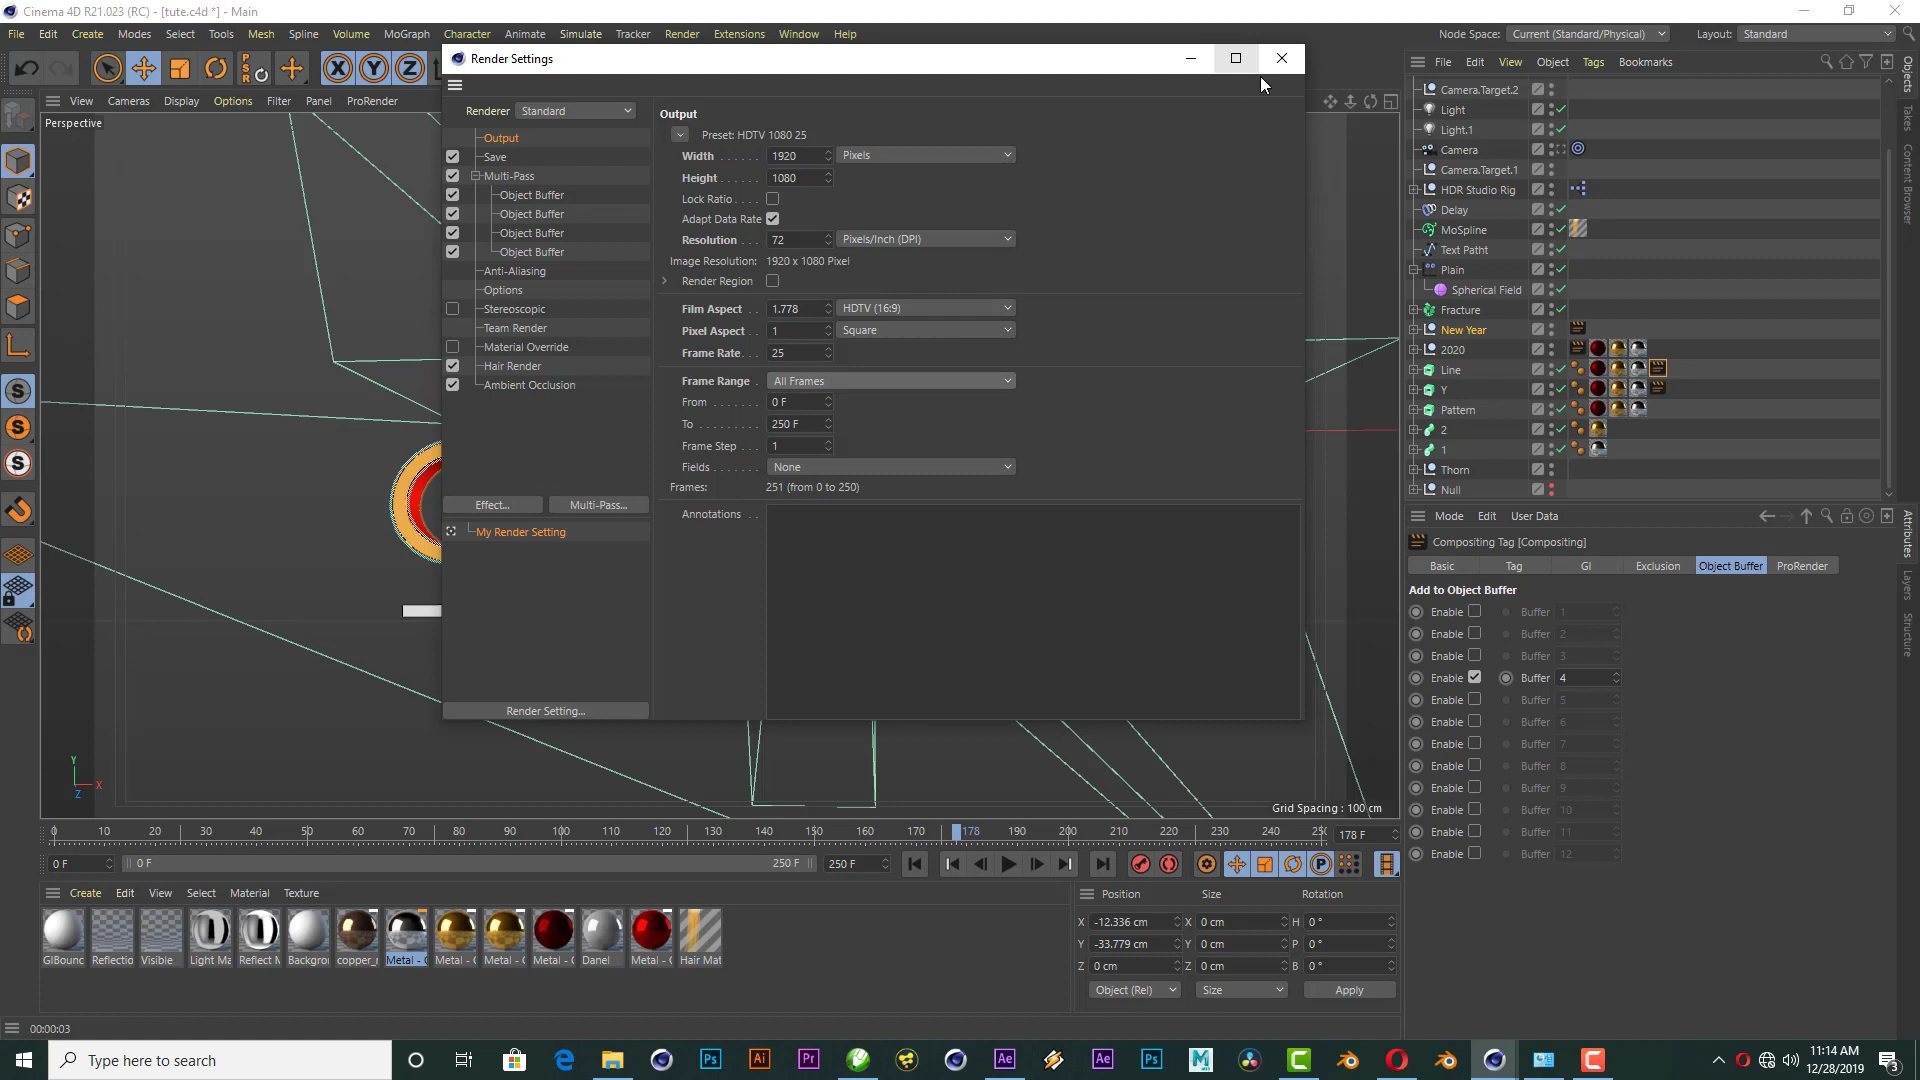 Cinema 4D R21.023 (RC) - [tute.c4d *] - Main
File Edit Create Modes Select Tools Mesh Spline Volume MoGraph Character Animate Simulate Tracker Render Extensions Window Help
Node Space: Current (Standard/Physical) Layout: Standard
Render Settings
File Edit View Object Tags Bookmarks
View Cameras Display Options Filter Panel ProRender
Perspective
Renderer Standard
Output
Save
Multi-Pass
Object Buffer
Object Buffer
Object Buffer
Object Buffer
Anti-Aliasing
Options
Stereoscopic
Team Render
Material Override
Hair Render
Ambient Occlusion
Effect... Multi-Pass...
My Render Setting
Render Setting...
Output
Preset: HDTV 1080 25
Width 1920 Pixels
Height 1080
Lock Ratio
Adapt Data Rate
Resolution 72 Pixels/Inch (DPI)
Image Resolution: 1920 x 1080 Pixel
Render Region
Film Aspect 1.778 HDTV (16:9)
Pixel Aspect 1 Square
Frame Rate 25
Frame Range All Frames
From 0 F
To 250 F
Frame Step 1
Fields None
Frames: 251 (from 0 to 250)
Annotations
Camera.Target.2
Light
Light.1
Camera
Camera.Target.1
HDR Studio Rig
Delay
MoSpline
Text Patht
Plain
Spherical Field
Fracture
New Year
2020
Line
Y
Pattern
2
1
Thorn
Null
Objects
Takes
Content Browser
Attributes
Layers
Structure
Mode Edit User Data
Compositing Tag [Compositing]
Basic Tag GI Exclusion Object Buffer ProRender
Add to Object Buffer
Enable Buffer 1
Enable Buffer 2
Enable Buffer 3
Enable Buffer 4
Enable Buffer 5
Enable Buffer 6
Enable Buffer 7
Enable Buffer 8
Enable Buffer 9
Enable Buffer 10
Enable Buffer 11
Enable Buffer 12
Y X Z
Grid Spacing : 100 cm
0 10 20 30 40 50 60 70 80 90 100 110 120 130 140 150 160 170 178 190 200 210 220 230 240 178 F
0 F 0 F 250 F 250 F
Create Edit View Select Material Texture
GIBounc Reflectio Visible Light Ma Reflect M Backgro copper_ Metal - Metal - Metal - Metal - Danel Metal - Hair Mat
Position Size Rotation
X -12.336 cm X 0 cm H 0 °
Y -33.779 cm Y 0 cm P 0 °
Z 0 cm Z 0 cm B 0 °
Object (Rel) Size Apply
00:00:03
Type here to search
11:14 AM
12/28/2019
3